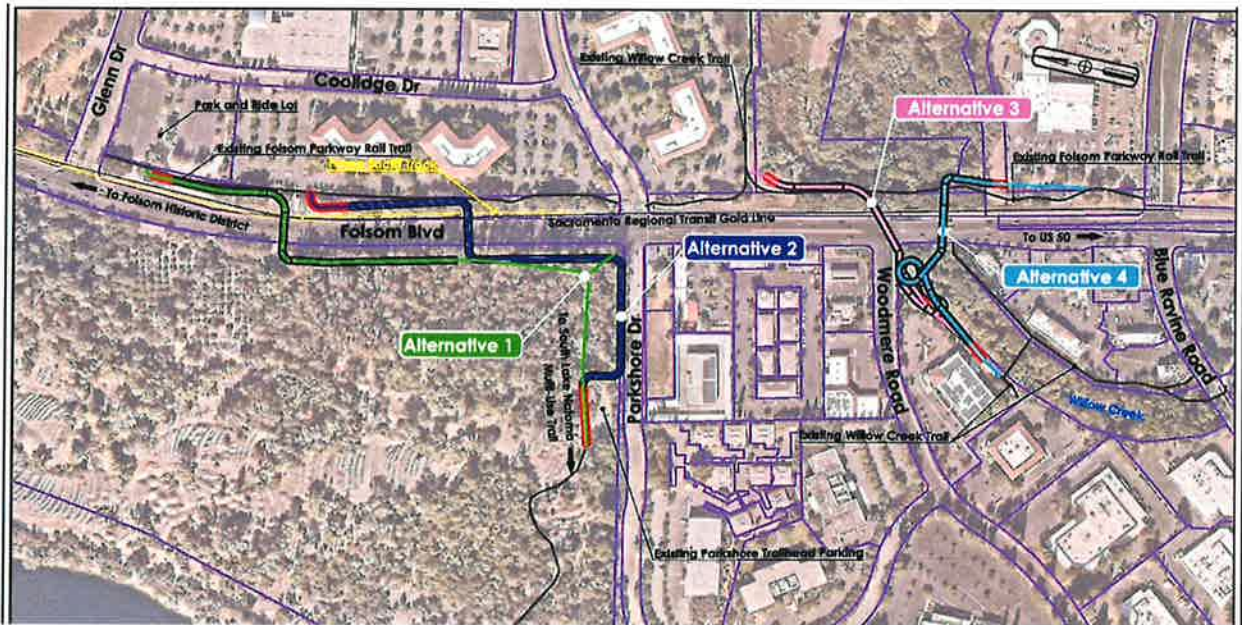 Glenn Dr
Coolidge Dr
Park and Ride Lot
Existing Folsom Parkway Rail Trail
To Folsom Historic District
Folsom Blvd
Existing Willow Creek Trail
Alternative 3
Existing Folsom Parkway Rail Trail
Sacramento Regional Transit Gold Line
To US 50
Alternative 2
Alternative 4
Alternative 1
To South Lake Natoma
Multi-Use Trail
Parkshore Dr
Woodmere Road
Blue Ravine Road
Willow Creek
Existing Willow Creek Trail
Existing Parkshore Trailhead Parking